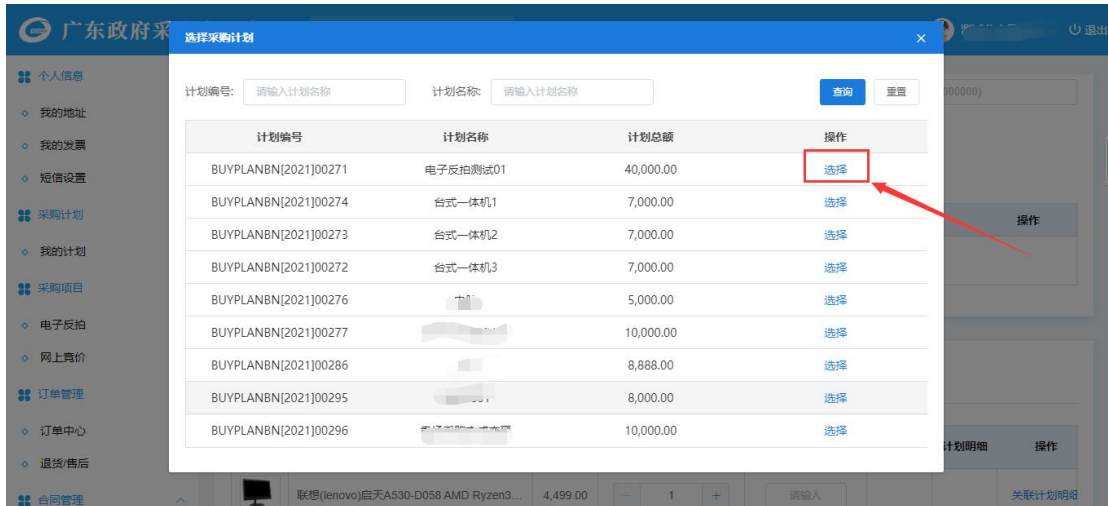 广东政府采
退出
选择采购计划
×
个人信息
我的地址
我的发票
短信设置
采购计划
我的计划
采购项目
电子反拍
网上竞价
订单管理
订单中心
退货/售后
合同管理
计划编号: 请输入计划名称 计划名称: 请输入计划名称 查询 重置
计划编号 计划名称 计划总额 操作
BUYPLANBN[2021]00271 电子反拍测试01 40,000.00 选择
BUYPLANBN[2021]00274 台式一体机1 7,000.00 选择
BUYPLANBN[2021]00273 台式一体机2 7,000.00 选择
BUYPLANBN[2021]00272 台式一体机3 7,000.00 选择
BUYPLANBN[2021]00276 5,000.00 选择
BUYPLANBN[2021]00277 10,000.00 选择
BUYPLANBN[2021]00286 8,888.00 选择
BUYPLANBN[2021]00295 8,000.00 选择
BUYPLANBN[2021]00296 10,000.00 选择
000000)
操作
计划明细 操作
联想(lenovo)启天A530-D058 AMD Ryzen3... 4,499.00 — 1 + 请输入 关联计划明细